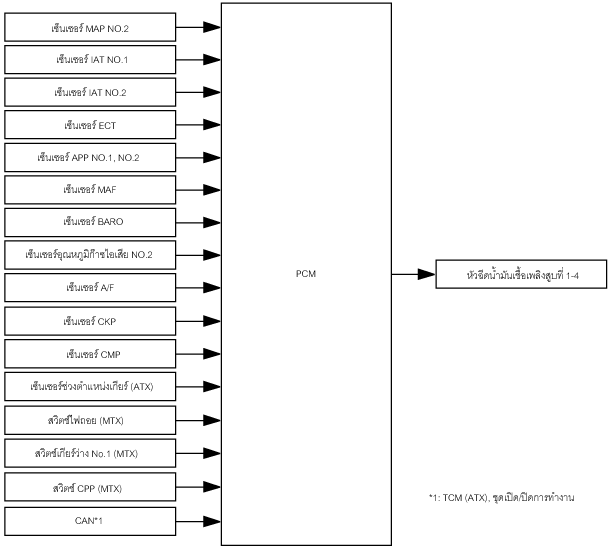 เซ็นเซอร์ MAP NO.2
เซ็นเซอร์ IAT NO.1
เซ็นเซอร์ IAT NO.2
เซ็นเซอร์ ECT
เซ็นเซอร์ APP NO.1, NO.2
เซ็นเซอร์ MAF
เซ็นเซอร์ BARO
เซ็นเซอร์อุณหภูมิก๊าซไอเสีย NO.2
เซ็นเซอร์ A/F
เซ็นเซอร์ CKP
เซ็นเซอร์ CMP
เซ็นเซอร์ช่วงตำแหน่งเกียร์ (ATX)
สวิตช์ไฟถอย (MTX)
สวิตช์เกียร์ว่าง No.1 (MTX)
สวิตช์ CPP (MTX)
CAN*1
PCM
หัวฉีดน้ำมันเชื้อเพลิงสูบที่ 1-4
*1: TCM (ATX), ชุดเปิด/ปิดการทำงาน